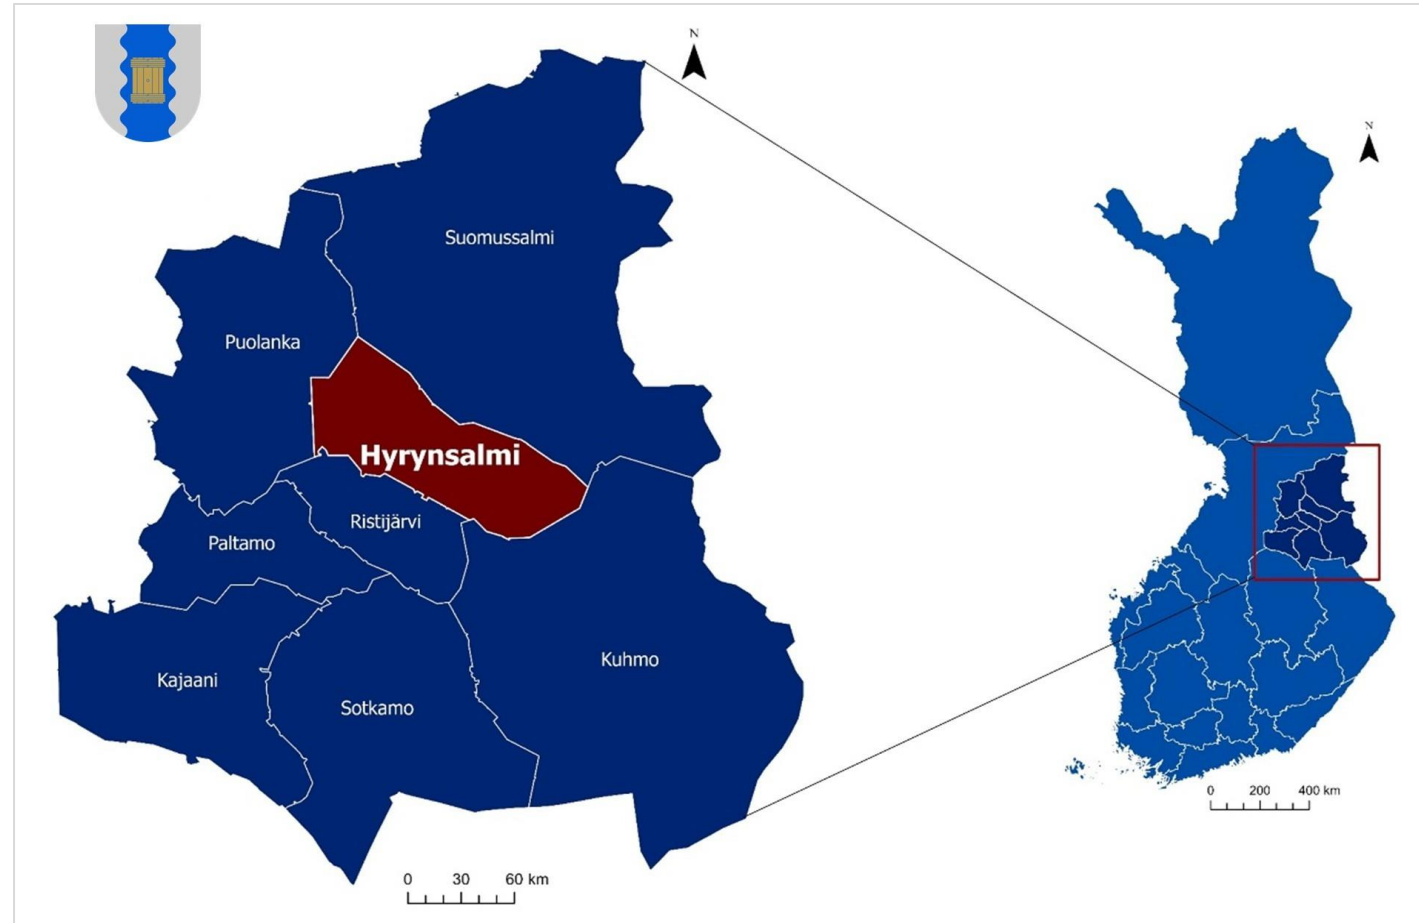 N
N
Suomussalmi
Puolanka
Hyrynsalmi
Ristijärvi
Paltamo
Kuhmo
Kajaani
Sotkamo
0 200 400 km
0 30 60 km